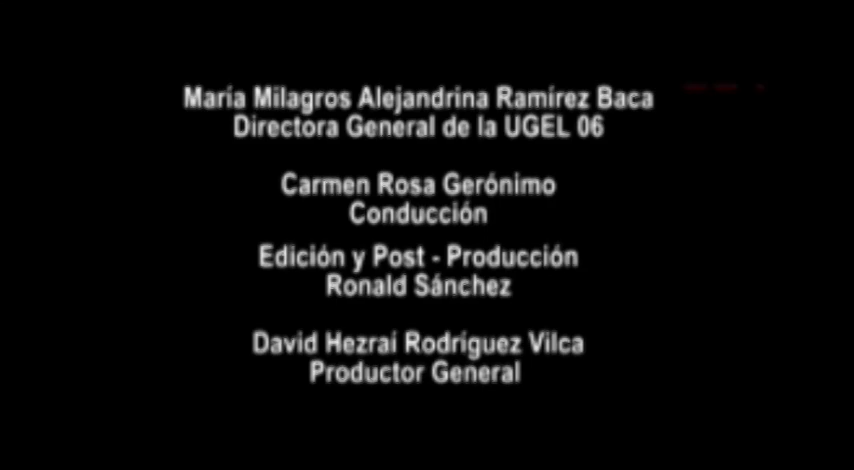 María Milagros Alejandrina Ramírez Baca
Directora General de la UGEL 06
Carmen Rosa Gerónimo
Conducción
Edición y Post - Producción
Ronald Sánchez
David Hezraí Rodríguez Vilca
Productor General